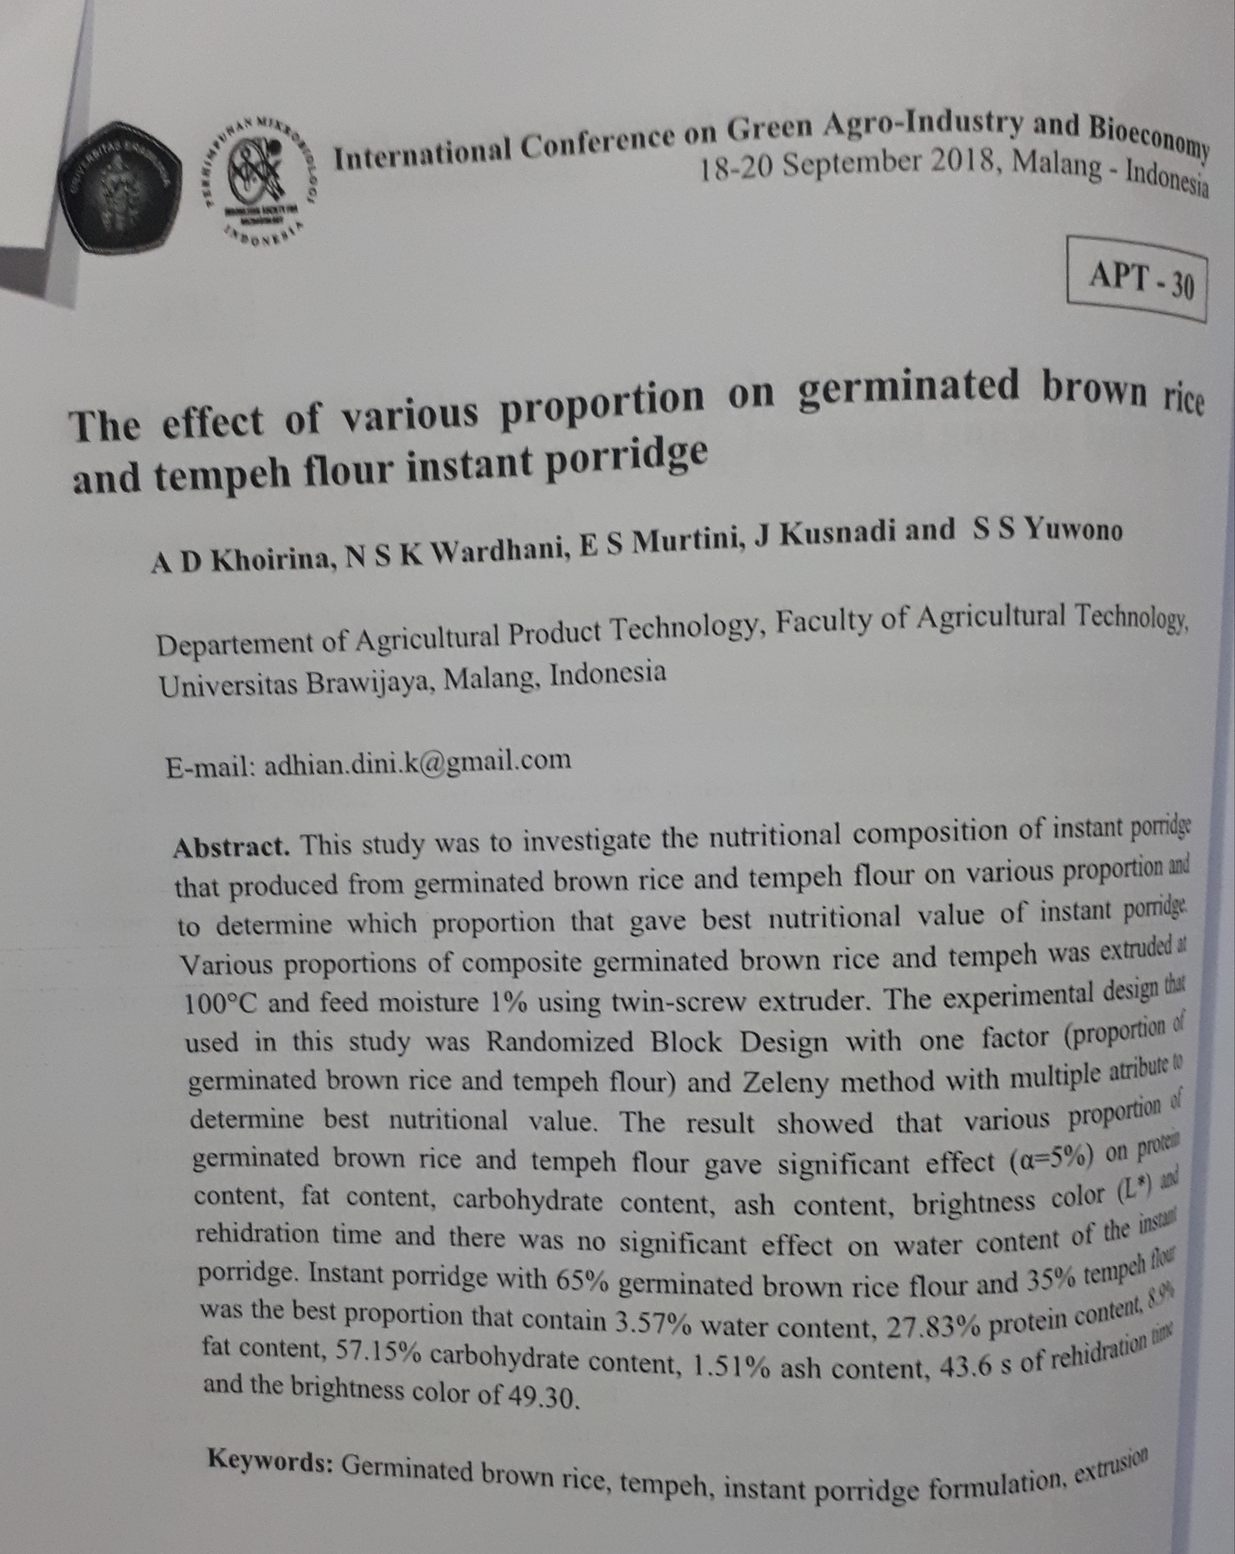 UNIVERSITAS BRAWIJAYA
PERHIMPUNAN MIKROBIOLOGI
INDONESIA
International Conference on Green Agro-Industry and Bioeconomy
18-20 September 2018, Malang - Indonesia
APT - 30
The effect of various proportion on germinated brown rice
and tempeh flour instant porridge
A D Khoirina, N S K Wardhani, E S Murtini, J Kusnadi and S S Yuwono
Departement of Agricultural Product Technology, Faculty of Agricultural Technology,
Universitas Brawijaya, Malang, Indonesia
E-mail: adhian.dini.k@gmail.com
Abstract. This study was to investigate the nutritional composition of instant porridge
that produced from germinated brown rice and tempeh flour on various proportion and
to determine which proportion that gave best nutritional value of instant porridge.
Various proportions of composite germinated brown rice and tempeh was extruded at
100°C and feed moisture 1% using twin-screw extruder. The experimental design that
used in this study was Randomized Block Design with one factor (proportion of
germinated brown rice and tempeh flour) and Zeleny method with multiple atribute to
determine best nutritional value. The result showed that various proportion of
germinated brown rice and tempeh flour gave significant effect (α=5%) on protein
content, fat content, carbohydrate content, ash content, brightness color (L*) and
rehidration time and there was no significant effect on water content of the instant
porridge. Instant porridge with 65% germinated brown rice flour and 35% tempeh flour
was the best proportion that contain 3.57% water content, 27.83% protein content, 8.9%
fat content, 57.15% carbohydrate content, 1.51% ash content, 43.6 s of rehidration time
and the brightness color of 49.30.
Keywords: Germinated brown rice, tempeh, instant porridge formulation, extrusion